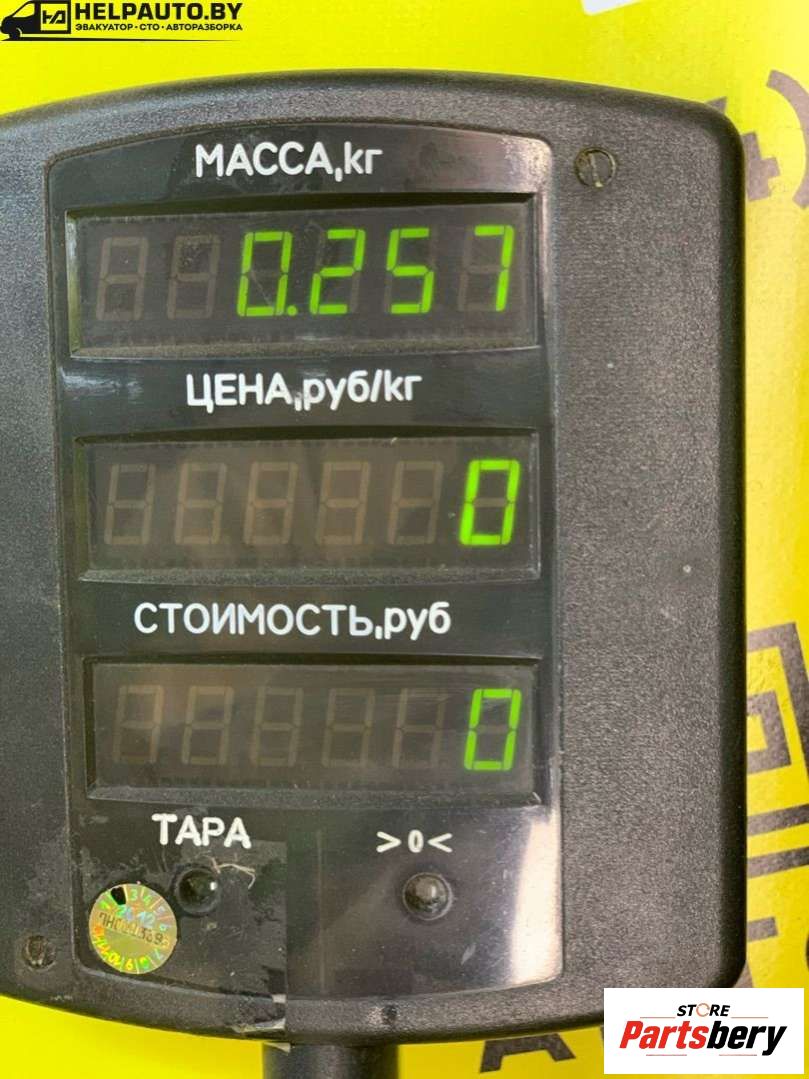 HELPAUTO.BY
ЭВАКУАТОР • СТО • АВТОРАЗБОРКА
МАССА,кг
0.257
ЦЕНА,руб/кг
0
СТОИМОСТЬ,руб
0
ТАРА >0<
STORE
Partsbery